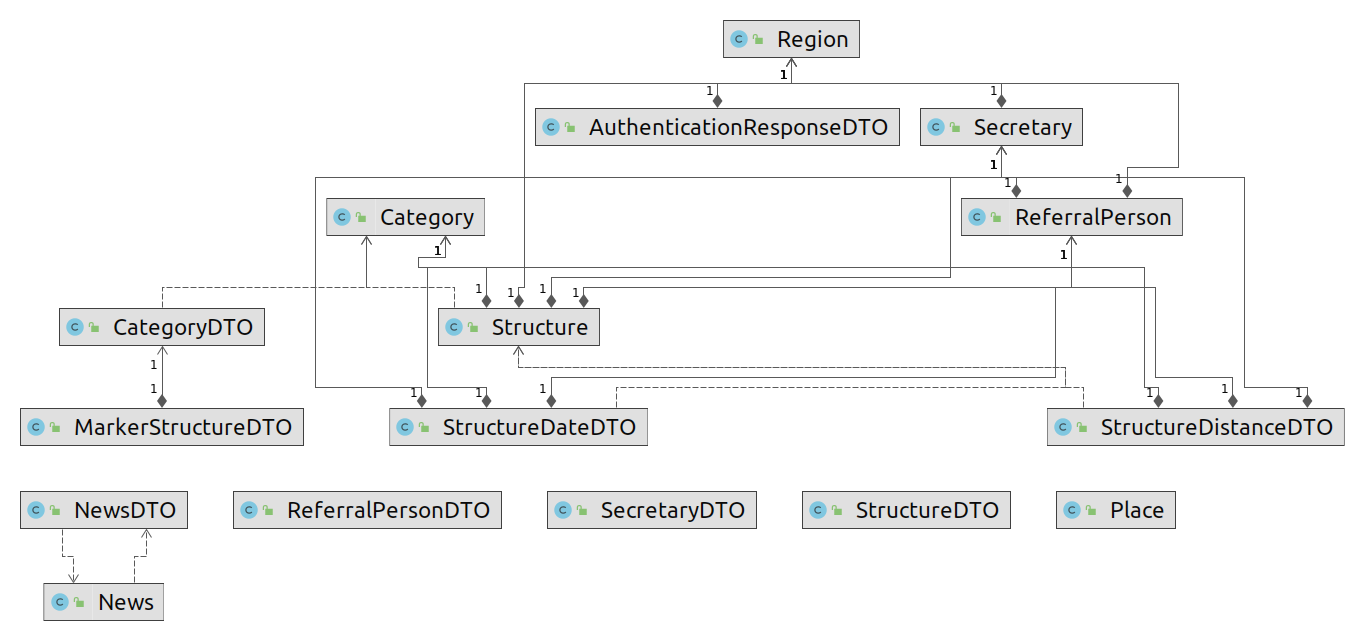 C Region
1
1
1
C AuthenticationResponseDTO
C Secretary
1
1
1
C Category
C ReferralPerson
1
1
1
1
1
1
C CategoryDTO
C Structure
1
1
1
1
1
1
1
1
C MarkerStructureDTO
C StructureDateDTO
C StructureDistanceDTO
C NewsDTO
C ReferralPersonDTO
C SecretaryDTO
C StructureDTO
C Place
C News